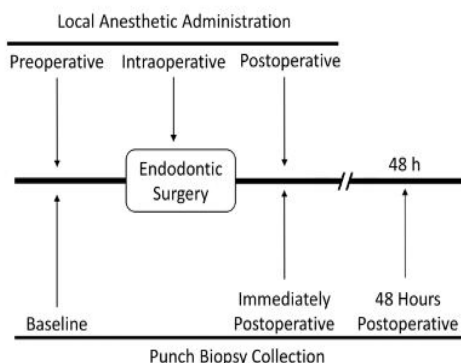 Local Anesthetic Administration
Preoperative Intraoperative Postoperative
Endodontic
Surgery
48 h
Baseline
Immediately
Postoperative
48 Hours
Postoperative
Punch Biopsy Collection